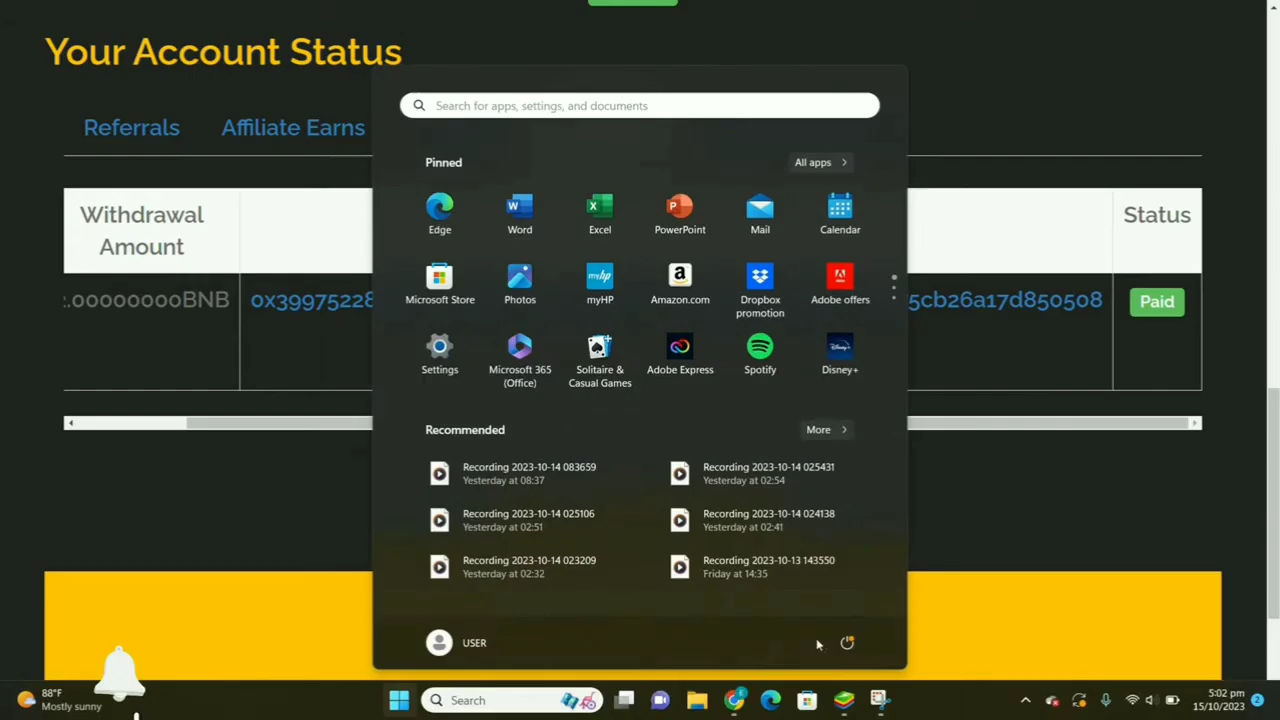 Your Account Status
Referrals
Affiliate Earns
Withdrawal
Amount
Status
.00000000BNB
0x39975228
5cb26a17d850508
Paid
Search for apps, settings, and documents
Pinned
All apps
Edge
Word
Excel
PowerPoint
Mail
Calendar
Microsoft Store
Photos
myHP
Amazon.com
Dropbox
promotion
Adobe offers
Settings
Microsoft 365
(Office)
Solitaire &
Casual Games
Adobe Express
Spotify
Disney+
Recommended
More
Recording 2023-10-14 083659
Yesterday at 08:37
Recording 2023-10-14 025431
Yesterday at 02:54
Recording 2023-10-14 025106
Yesterday at 02:51
Recording 2023-10-14 024138
Yesterday at 02:41
Recording 2023-10-14 023209
Yesterday at 02:32
Recording 2023-10-13 143550
Friday at 14:35
USER
88°F
Mostly sunny
Search
5:02 pm
15/10/2023
2